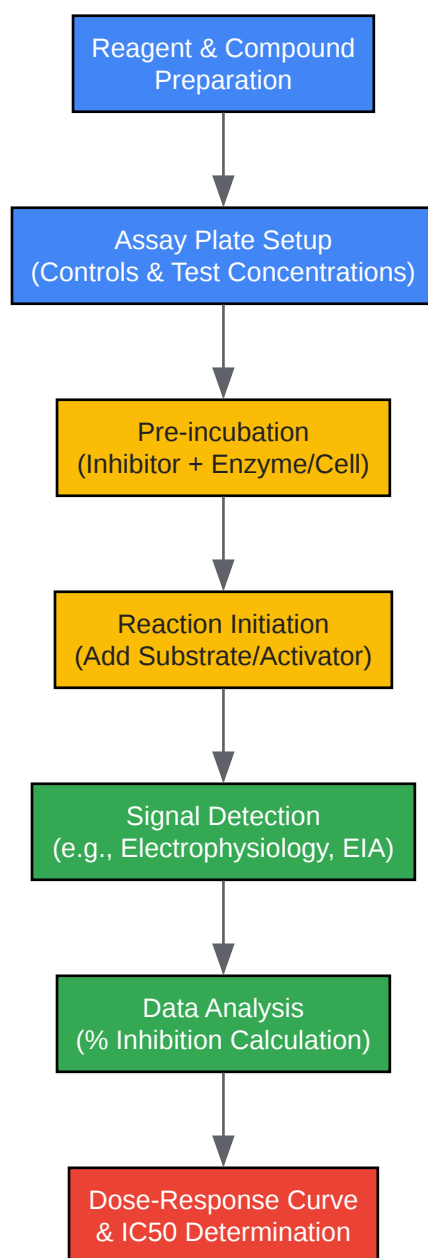 Reagent & Compound
Preparation
Assay Plate Setup
(Controls & Test Concentrations)
Pre-incubation
(Inhibitor + Enzyme/Cell)
Reaction Initiation
(Add Substrate/Activator)
Signal Detection
(e.g., Electrophysiology, EIA)
Data Analysis
(% Inhibition Calculation)
Dose-Response Curve
& IC50 Determination